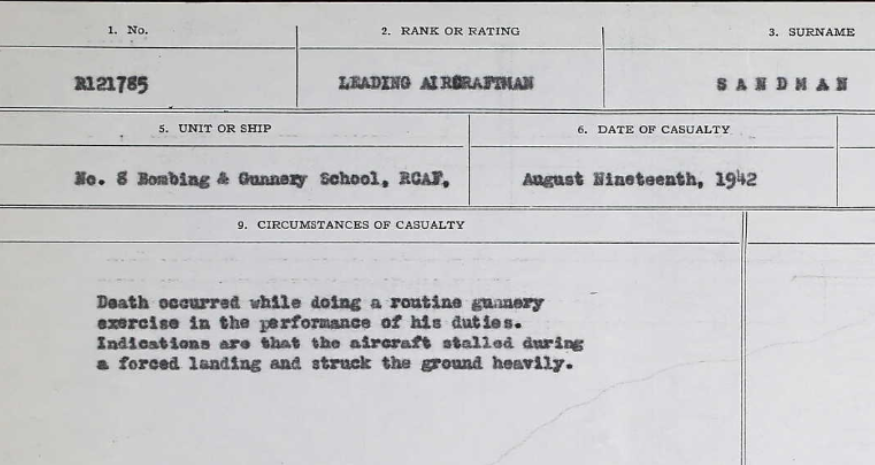 1. No.
2. RANK OR RATING
3. SURNAME
R121785
LEADING AIRCRAFTMAN
SANDMAN
5. UNIT OR SHIP
6. DATE OF CASUALTY
No. 8 Bombing & Gunnery School, RCAF,
August Nineteenth, 1942
9. CIRCUMSTANCES OF CASUALTY
Death occurred while doing a routine gunnery
exercise in the performance of his duties.
Indications are that the aircraft stalled during
a forced landing and struck the ground heavily.